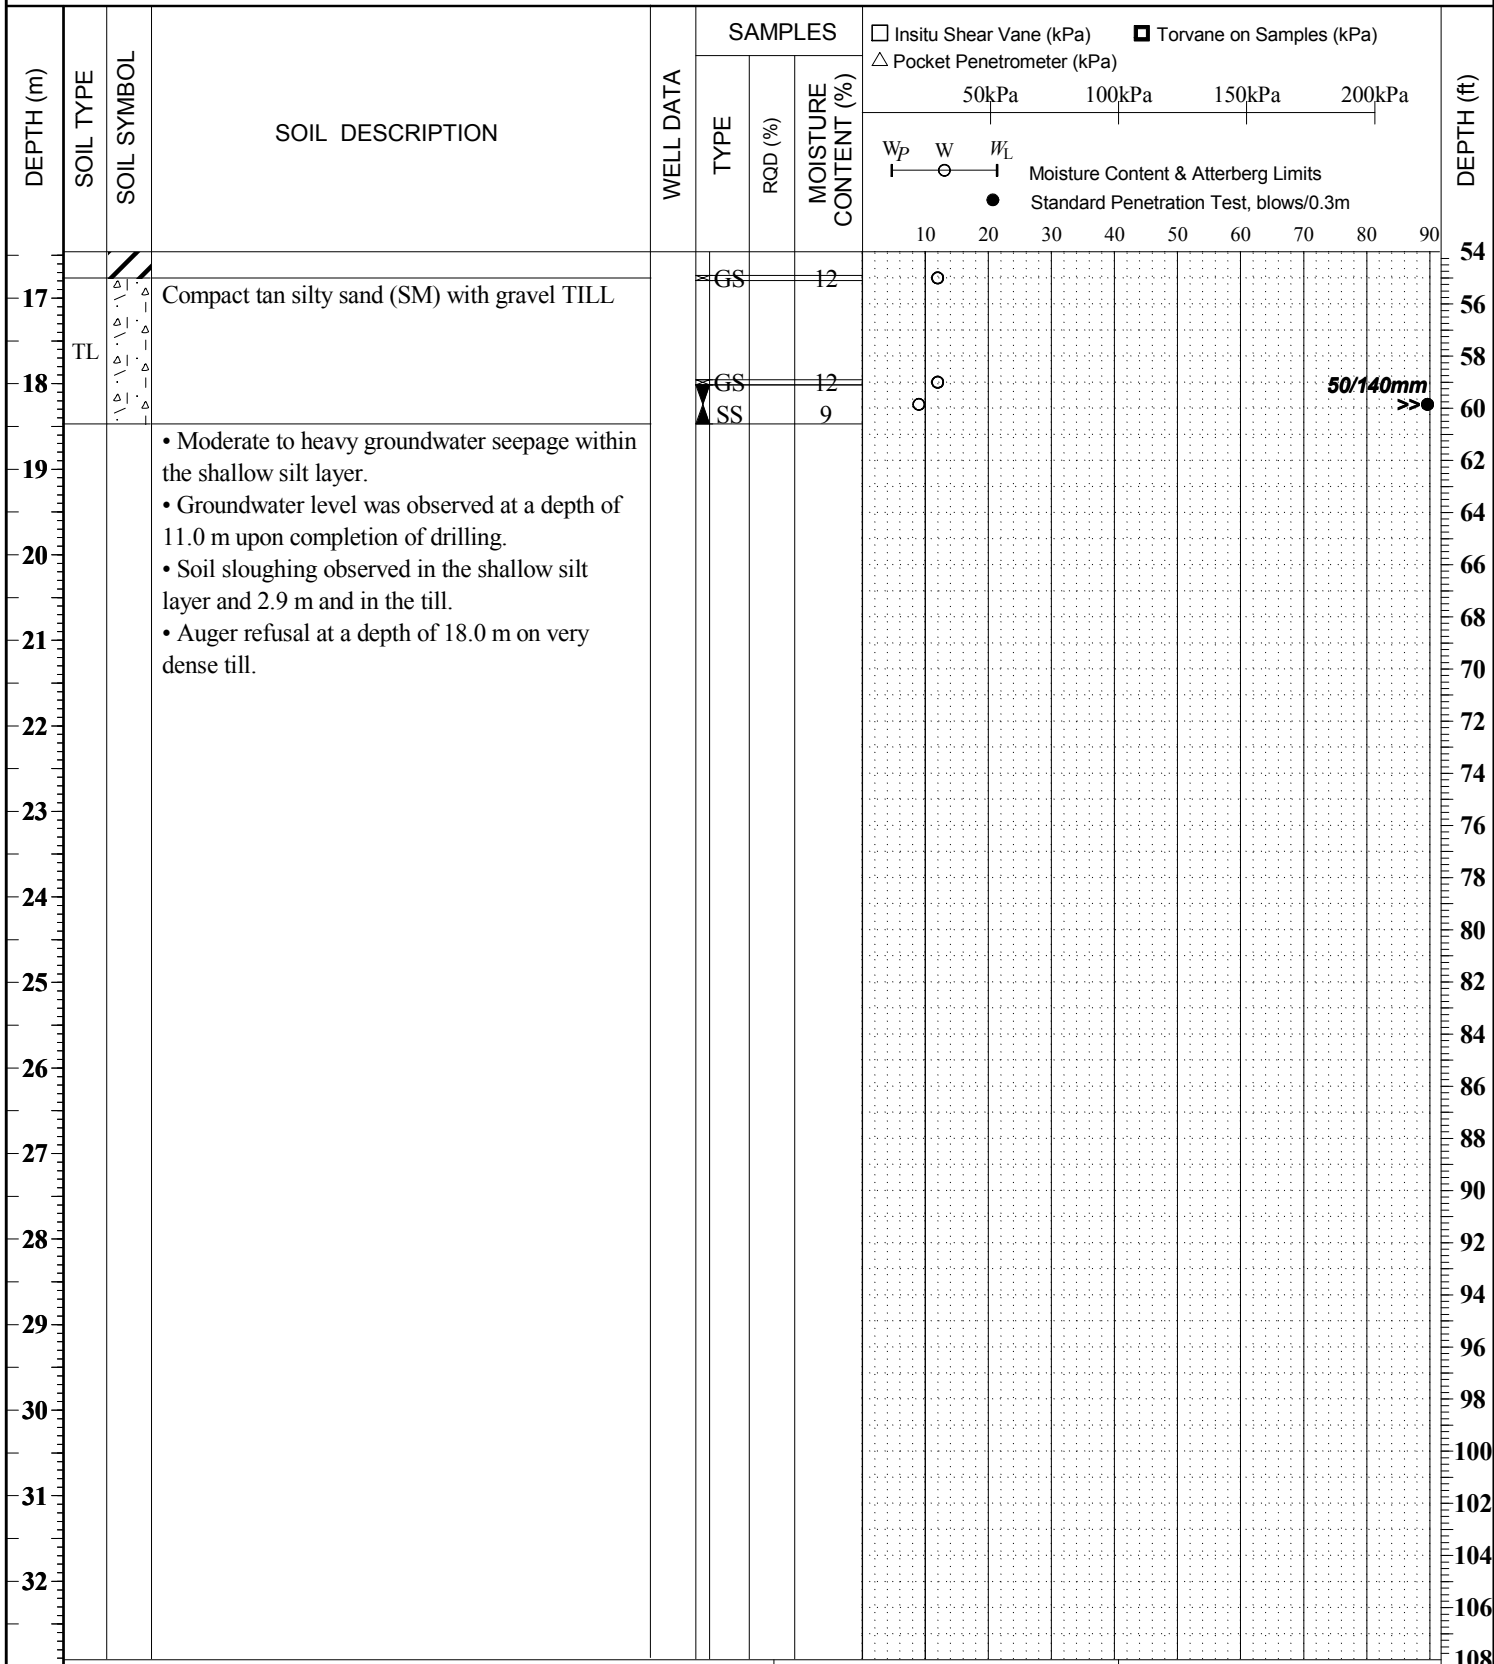 DEPTH (m)
SOIL TYPE
SOIL SYMBOL
SOIL DESCRIPTION
WELL DATA
SAMPLES
TYPE
RQD (%)
MOISTURE
CONTENT (%)
Insitu Shear Vane (kPa)
Torvane on Samples (kPa)
Pocket Penetrometer (kPa)
50kPa 100kPa 150kPa 200kPa
WP W WL
Moisture Content & Atterberg Limits
Standard Penetration Test, blows/0.3m
10 20 30 40 50 60 70 80 90
DEPTH (ft)
54
GS 12
17
Compact tan silty sand (SM) with gravel TILL
56
TL
58
18
GS 12
50/140mm
>>
SS 9
60
• Moderate to heavy groundwater seepage within
the shallow silt layer.
• Groundwater level was observed at a depth of
11.0 m upon completion of drilling.
• Soil sloughing observed in the shallow silt
layer and 2.9 m and in the till.
• Auger refusal at a depth of 18.0 m on very
dense till.
19
20
21
22
23
24
25
26
27
28
29
30
31
32
62
64
66
68
70
72
74
76
78
80
82
84
86
88
90
92
94
96
98
100
102
104
106
108